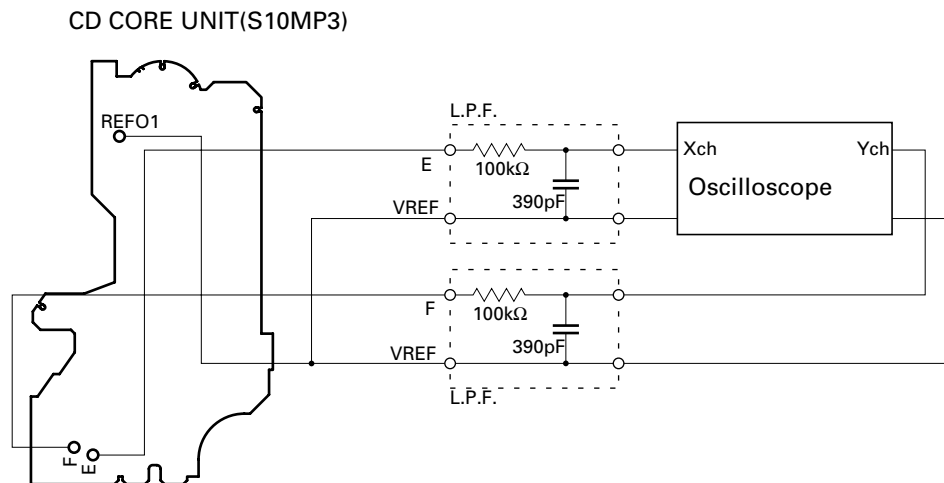 CD CORE UNIT(S10MP3)
REFO1
L.P.F.
E
100kΩ
390pF
VREF
Xch
Ych
Oscilloscope
F
100kΩ
390pF
VREF
L.P.F.
F
E